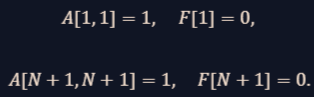 A[1,1] = 1, F[1] = 0,
A[N + 1, N + 1] = 1, F[N + 1] = 0.